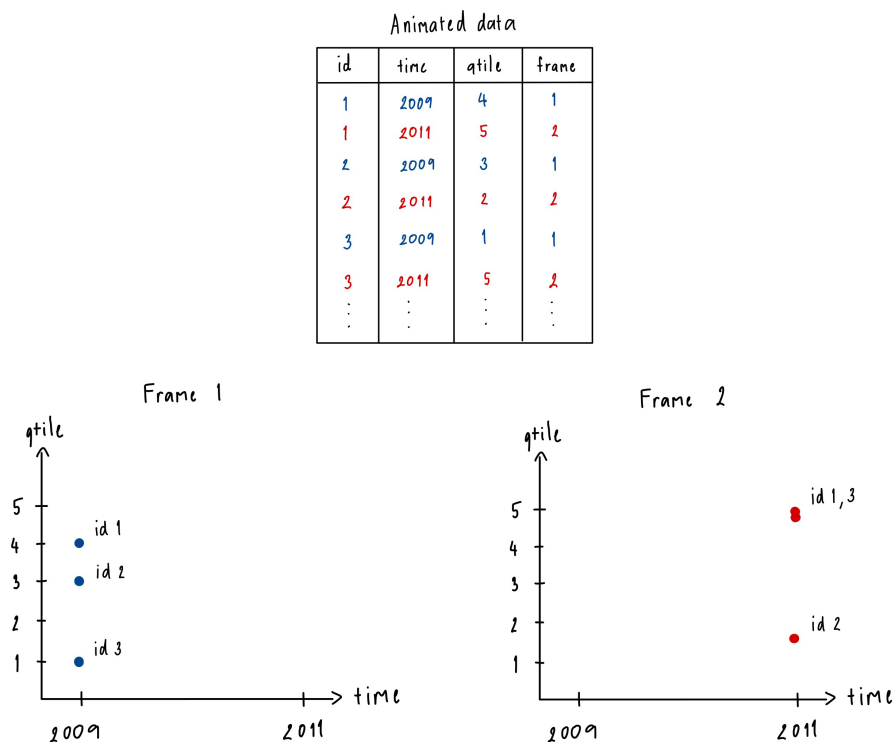 Animated data
id time qtile frame
1 2009 4 1
1 2011 5 2
2 2009 3 1
2 2011 2 2
3 2009 1 1
3 2011 5 2
Frame 1
qtile
5
id 1
4
id 2
3
2
id 3
1
time
2009 2011
Frame 2
qtile
id 1,3
5
4
3
2
id 2
1
time
2009 2011